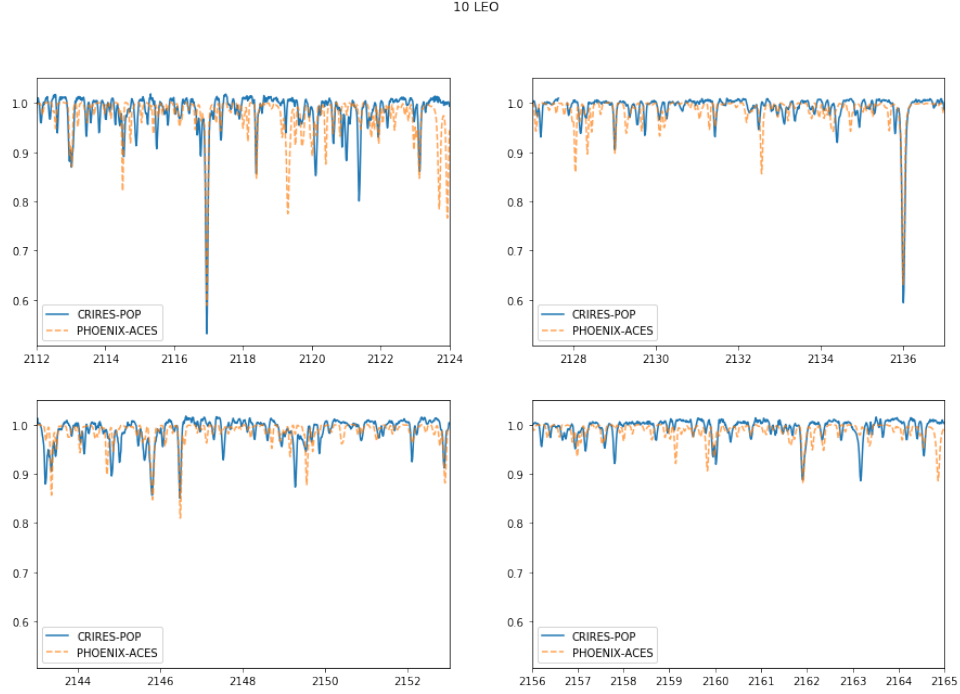 10 LEO
1.0
0.9
0.8
0.7
0.6
CRIRES-POP
PHOENIX-ACES
2112 2114 2116 2118 2120 2122 2124
1.0
0.9
0.8
0.7
0.6
CRIRES-POP
PHOENIX-ACES
2128 2130 2132 2134 2136
1.0
0.9
0.8
0.7
0.6
CRIRES-POP
PHOENIX-ACES
2144 2146 2148 2150 2152
1.0
0.9
0.8
0.7
0.6
CRIRES-POP
PHOENIX-ACES
2156 2157 2158 2159 2160 2161 2162 2163 2164 2165